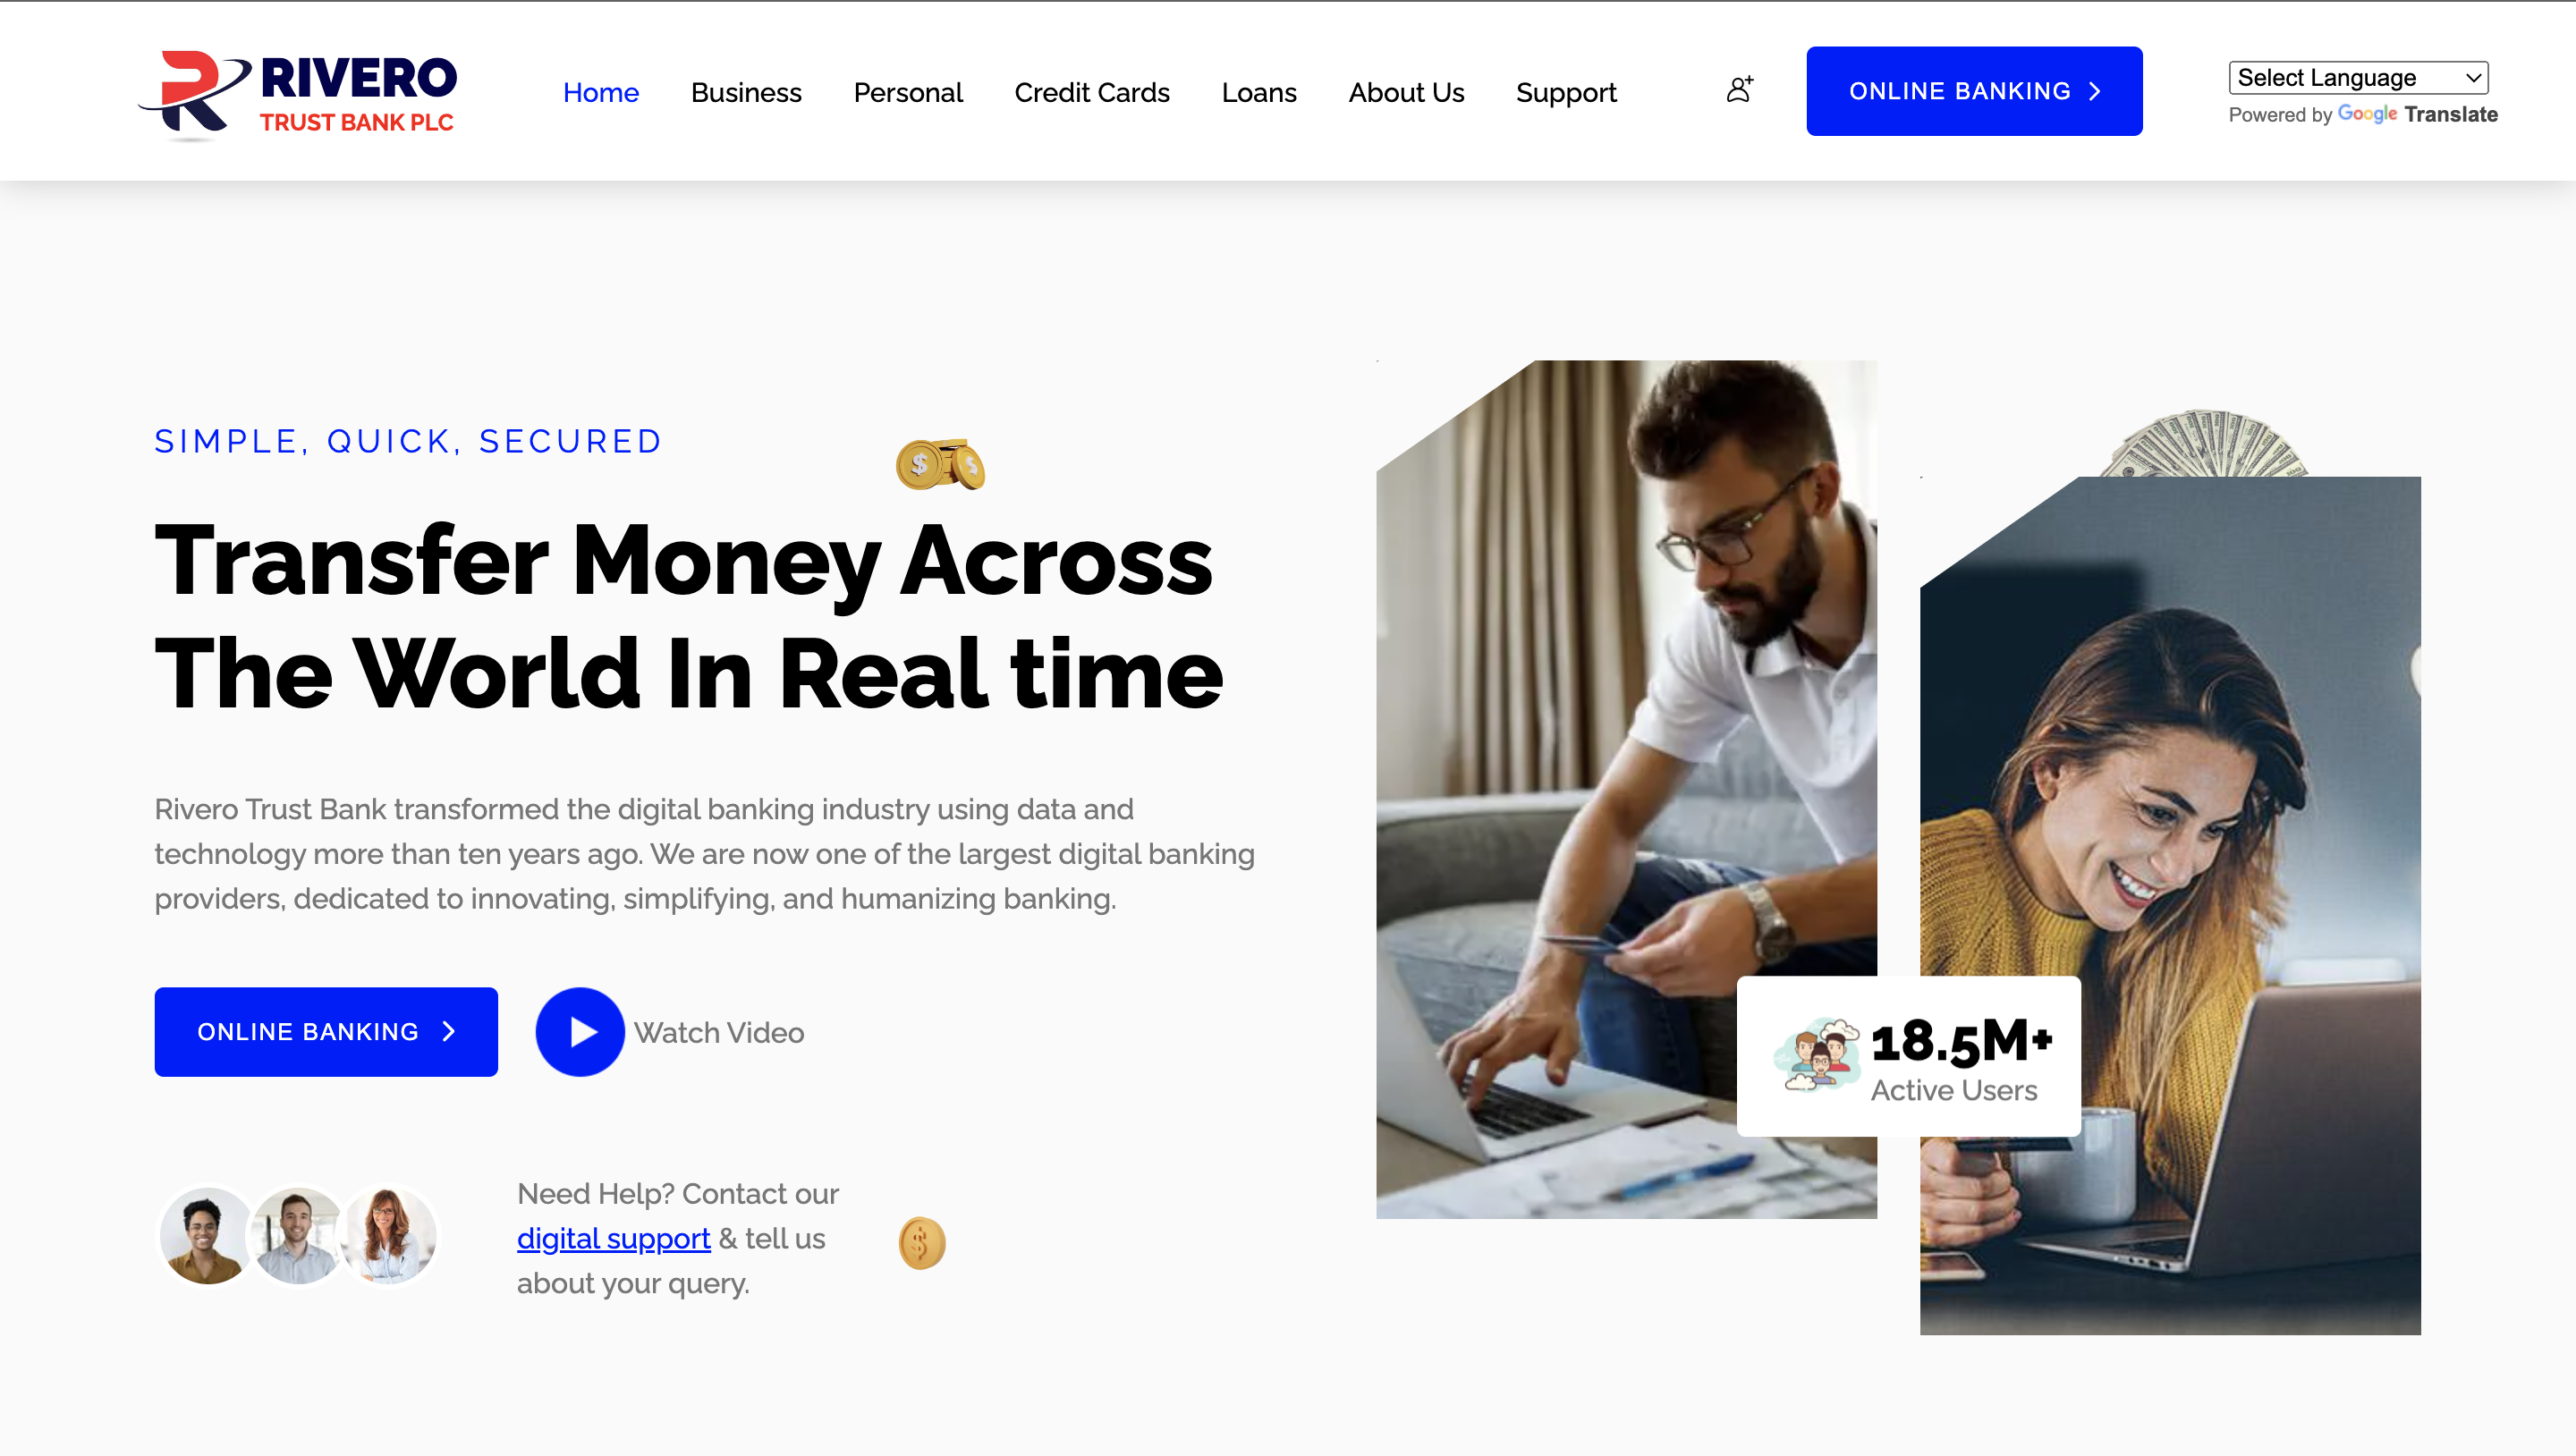 RIVERO
TRUST BANK PLC
Home
Business
Personal
Credit Cards
Loans
About Us
Support
ONLINE BANKING
Select Language
Powered by Google Translate
SIMPLE, QUICK, SECURED
Transfer Money Across
The World In Real time
Rivero Trust Bank transformed the digital banking industry using data and
technology more than ten years ago. We are now one of the largest digital banking
providers, dedicated to innovating, simplifying, and humanizing banking.
ONLINE BANKING
Watch Video
Need Help? Contact our
digital support & tell us
about your query.
18.5M+
Active Users